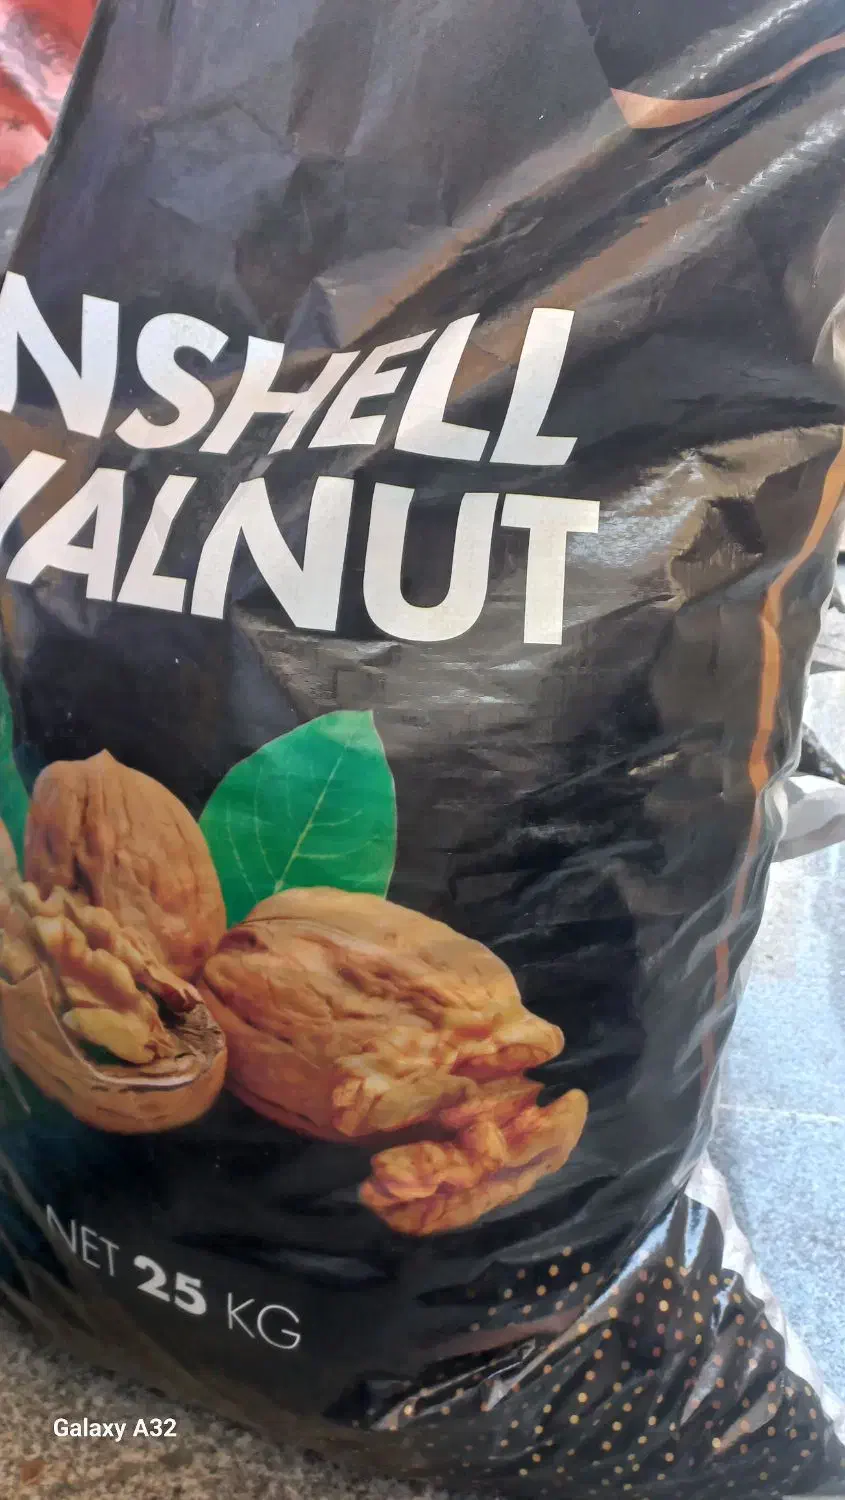 NSHELL
ALNUT
NET 25 KG
Galaxy A32